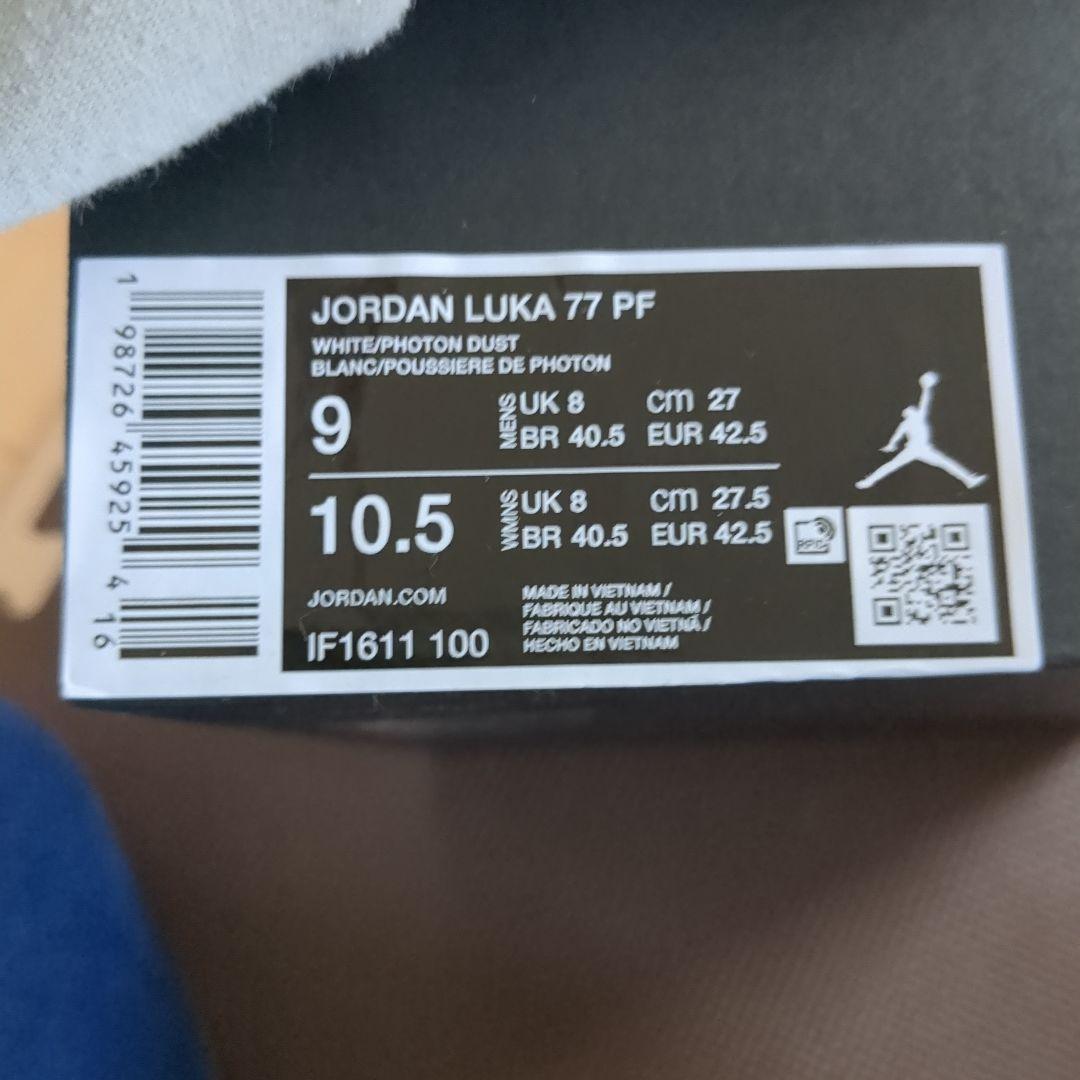 1 98726 45925 4 16
JORDAN LUKA 77 PF
WHITE/PHOTON DUST
BLANC/POUSSIERE DE PHOTON
9 MENS UK 8 cm 27
BR 40.5 EUR 42.5
10.5 WMNS UK 8 cm 27.5
BR 40.5 EUR 42.5
JORDAN.COM
IF1611 100
MADE IN VIETNAM /
FABRIQUE AU VIETNAM /
FABRICADO NO VIETNÃ /
HECHO EN VIETNAM